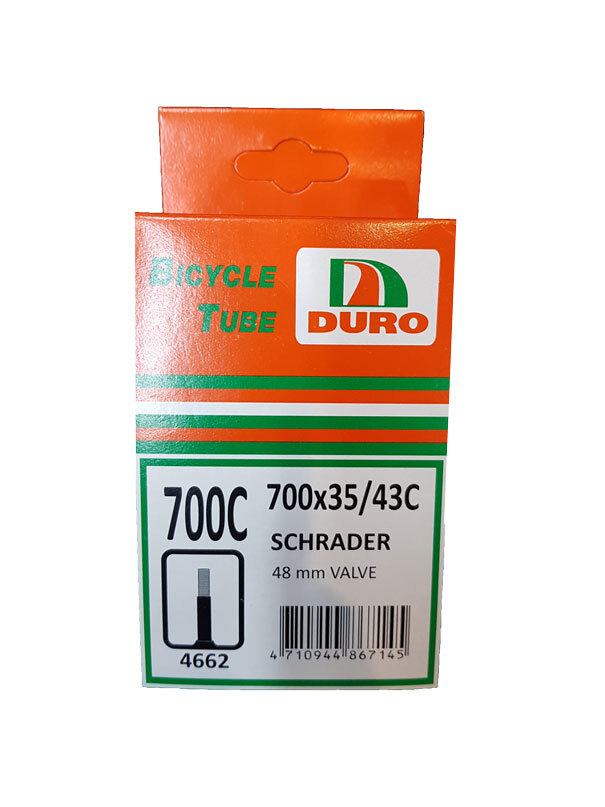 BICYCLE
TUBE
DURO
700C
700x35/43C
SCHRADER
48 mm VALVE
4662
4 710944 867145